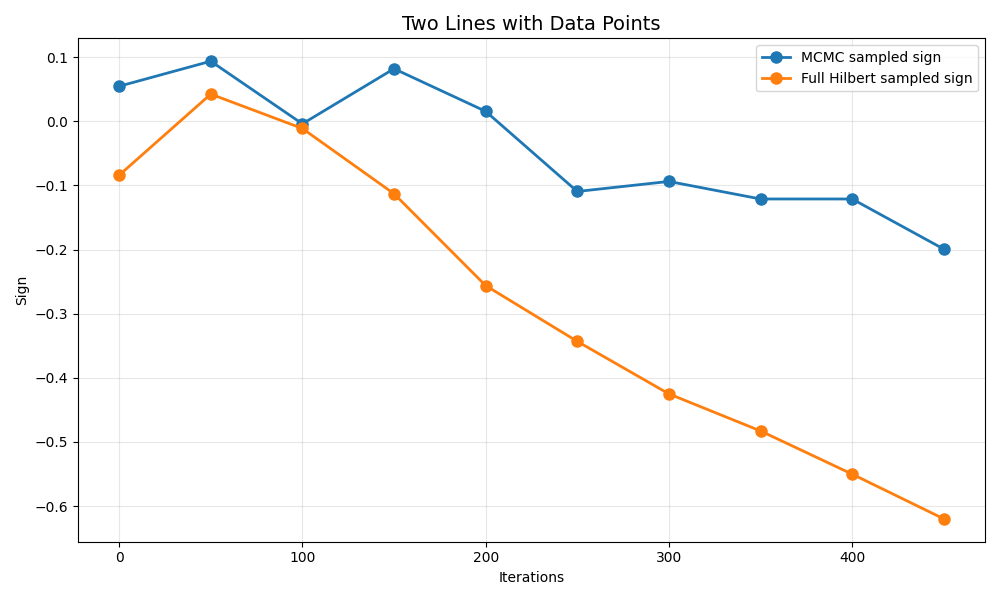 Two Lines with Data Points
MCMC sampled sign
Full Hilbert sampled sign
Sign
0.1
0.0
−0.1
−0.2
−0.3
−0.4
−0.5
−0.6
0 100 200 300 400
Iterations